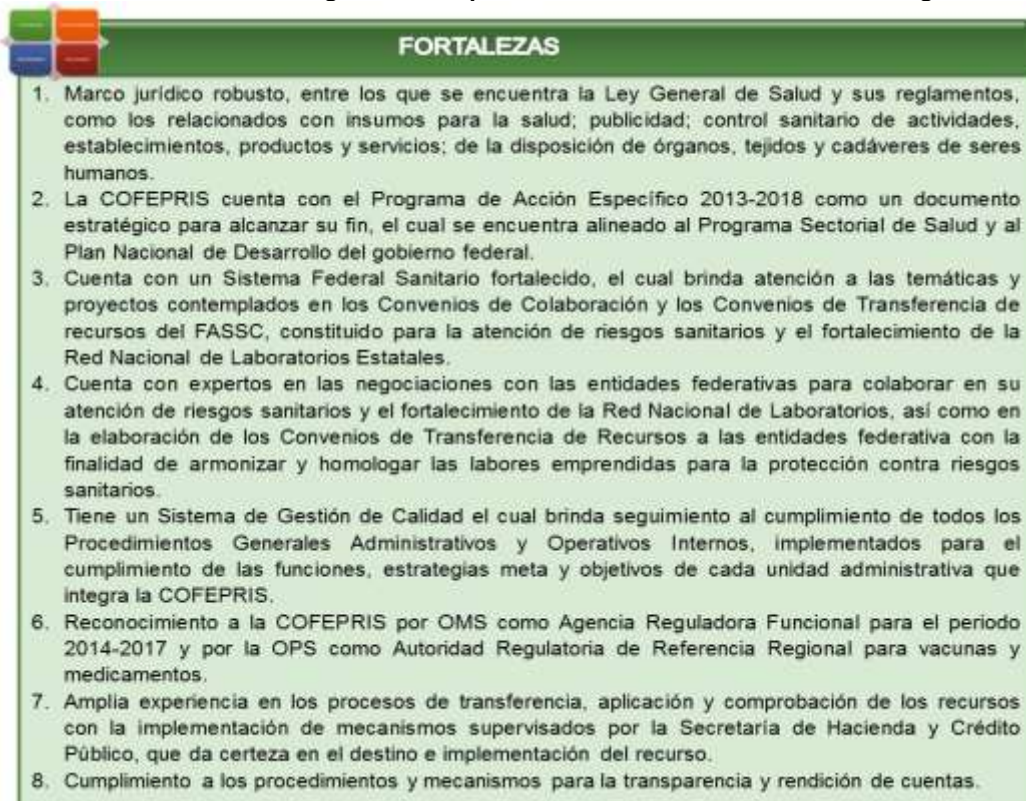 FORTALEZAS
1. Marco jurídico robusto, entre los que se encuentra la Ley General de Salud y sus reglamentos,
como los relacionados con insumos para la salud; publicidad; control sanitario de actividades,
establecimientos, productos y servicios; de la disposición de órganos, tejidos y cadáveres de seres
humanos.
2. La COFEPRIS cuenta con el Programa de Acción Específico 2013-2018 como un documento
estratégico para alcanzar su fin, el cual se encuentra alineado al Programa Sectorial de Salud y al
Plan Nacional de Desarrollo del gobierno federal.
3. Cuenta con un Sistema Federal Sanitario fortalecido, el cual brinda atención a las temáticas y
proyectos contemplados en los Convenios de Colaboración y los Convenios de Transferencia de
recursos del FASSC, constituido para la atención de riesgos sanitarios y el fortalecimiento de la
Red Nacional de Laboratorios Estatales.
4. Cuenta con expertos en las negociaciones con las entidades federativas para colaborar en su
atención de riesgos sanitarios y el fortalecimiento de la Red Nacional de Laboratorios, así como en
la elaboración de los Convenios de Transferencia de Recursos a las entidades federativa con la
finalidad de armonizar y homologar las labores emprendidas para la protección contra riesgos
sanitarios.
5. Tiene un Sistema de Gestión de Calidad el cual brinda seguimiento al cumplimiento de todos los
Procedimientos Generales Administrativos y Operativos Internos, implementados para el
cumplimiento de las funciones, estrategias meta y objetivos de cada unidad administrativa que
integra la COFEPRIS.
6. Reconocimiento a la COFEPRIS por OMS como Agencia Reguladora Funcional para el periodo
2014-2017 y por la OPS como Autoridad Regulatoria de Referencia Regional para vacunas y
medicamentos.
7. Amplia experiencia en los procesos de transferencia, aplicación y comprobación de los recursos
con la implementación de mecanismos supervisados por la Secretaría de Hacienda y Crédito
Público, que da certeza en el destino e implementación del recurso.
8. Cumplimiento a los procedimientos y mecanismos para la transparencia y rendición de cuentas.